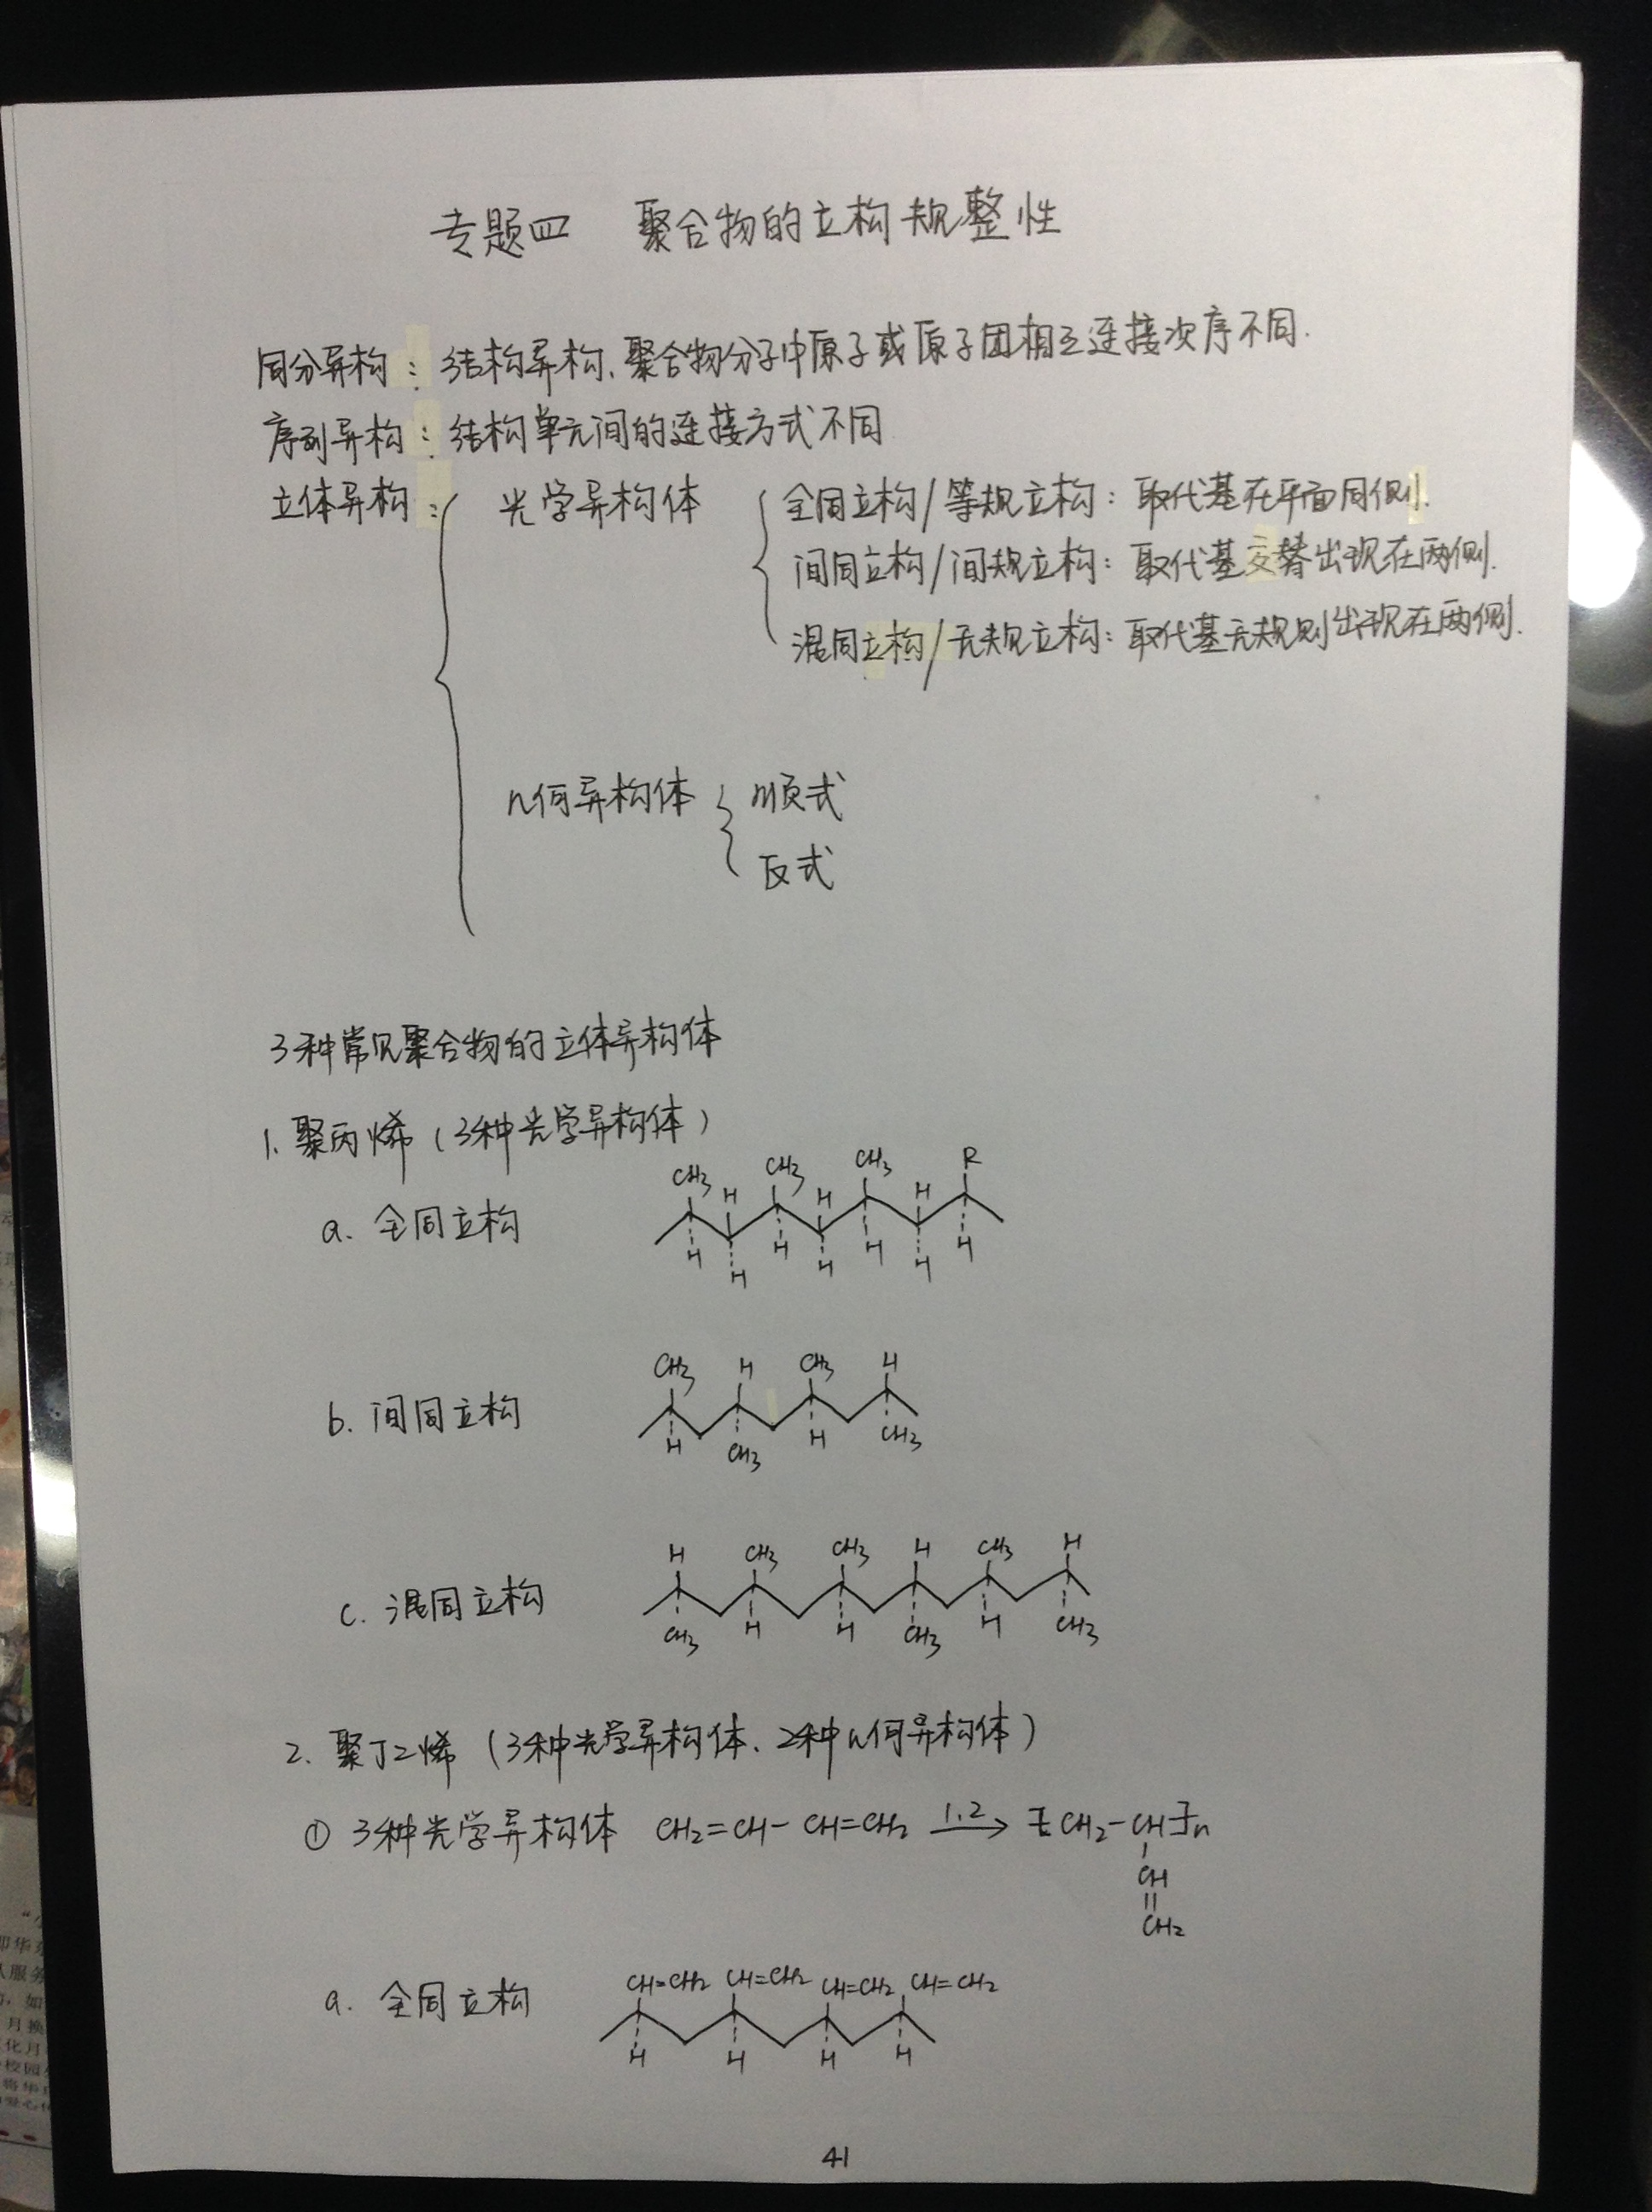 专题四 聚合物的立构规整性
同分异构：结构异构、聚合物分子中原子或原子团相互连接次序不同.
序列异构：结构单元间的连接方式不同
立体异构： 光学异构体 全同立构/等规立构：取代基在平面同侧.
间同立构/间规立构：取代基交替出现在两侧.
混同立构/无规立构：取代基无规则出现在两侧.
几何异构体 顺式
反式
3种常见聚合物的立体异构体
1. 聚丙烯（3种光学异构体）
CH3 H CH3 H CH3 H R
a. 全同立构
H H H H H H H
CH3 H CH3 H
b. 间同立构
H CH3 H CH3
H CH3 CH3 H CH3 H
c. 混同立构
CH3 H H CH3 H CH3
2. 聚丁二烯（3种光学异构体、2种几何异构体）
① 3种光学异构体 CH2=CH-CH=CH2 1.2→ [CH2-CH]n
CH
||
CH2
CH=CH2 CH=CH2 CH=CH2 CH=CH2
a. 全同立构
H H H H
41